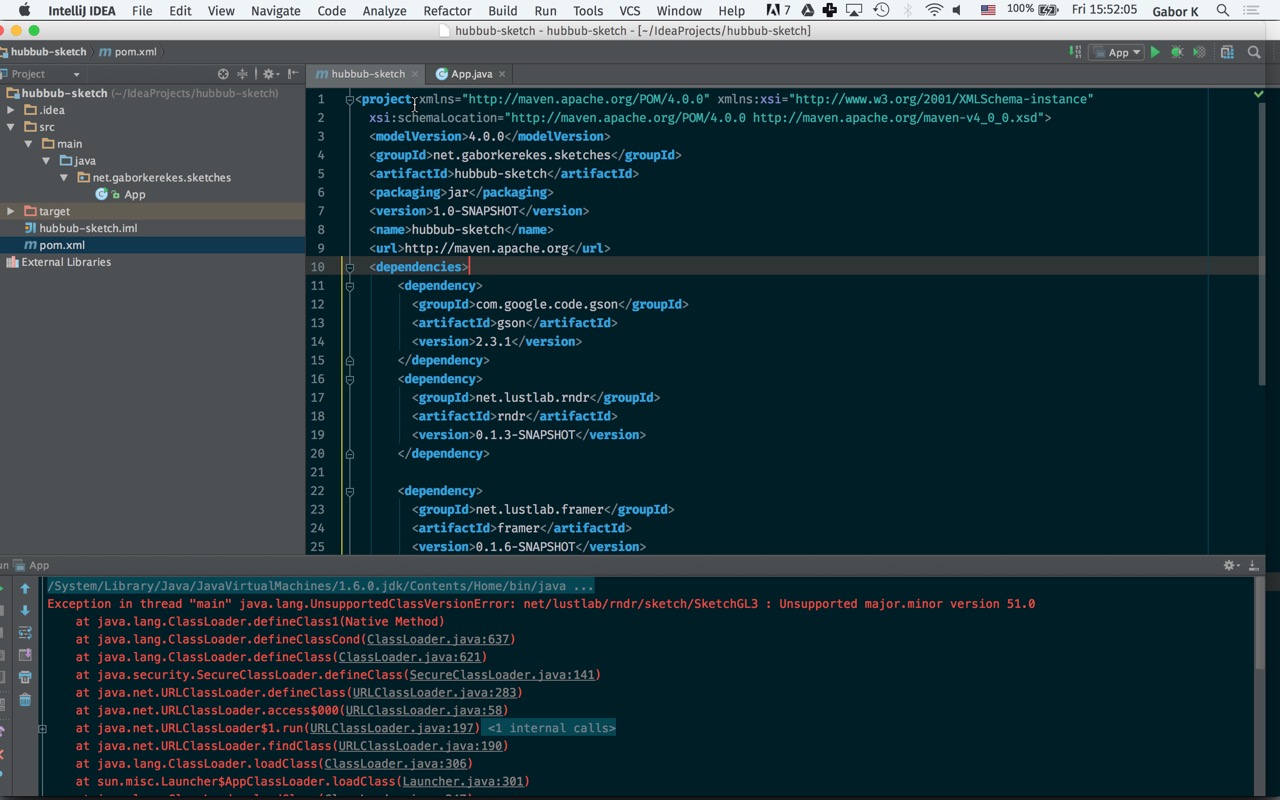 IntelliJ IDEA File Edit View Navigate Code Analyze Refactor Build Run Tools VCS Window Help 7 100% Fri 15:52:05 Gabor K
hubbub-sketch - hubbub-sketch - [~/IdeaProjects/hubbub-sketch]
hubbub-sketch pom.xml App
Project hubbub-sketch App.java
hubbub-sketch (~/IdeaProjects/hubbub-sketch)
.idea
src
main
java
net.gaborkerekes.sketches
App
target
hubbub-sketch.iml
pom.xml
External Libraries
1 <project xmlns="http://maven.apache.org/POM/4.0.0" xmlns:xsi="http://www.w3.org/2001/XMLSchema-instance"
2 xsi:schemaLocation="http://maven.apache.org/POM/4.0.0 http://maven.apache.org/maven-v4_0_0.xsd">
3 <modelVersion>4.0.0</modelVersion>
4 <groupId>net.gaborkerekes.sketches</groupId>
5 <artifactId>hubbub-sketch</artifactId>
6 <packaging>jar</packaging>
7 <version>1.0-SNAPSHOT</version>
8 <name>hubbub-sketch</name>
9 <url>http://maven.apache.org</url>
10 <dependencies>
11 <dependency>
12 <groupId>com.google.code.gson</groupId>
13 <artifactId>gson</artifactId>
14 <version>2.3.1</version>
15 </dependency>
16 <dependency>
17 <groupId>net.lustlab.rndr</groupId>
18 <artifactId>rndr</artifactId>
19 <version>0.1.3-SNAPSHOT</version>
20 </dependency>
21
22 <dependency>
23 <groupId>net.lustlab.framer</groupId>
24 <artifactId>framer</artifactId>
25 <version>0.1.6-SNAPSHOT</version>
un App
/System/Library/Java/JavaVirtualMachines/1.6.0.jdk/Contents/Home/bin/java ...
Exception in thread "main" java.lang.UnsupportedClassVersionError: net/lustlab/rndr/sketch/SketchGL3 : Unsupported major.minor version 51.0
at java.lang.ClassLoader.defineClass1(Native Method)
at java.lang.ClassLoader.defineClassCond(ClassLoader.java:637)
at java.lang.ClassLoader.defineClass(ClassLoader.java:621)
at java.security.SecureClassLoader.defineClass(SecureClassLoader.java:141)
at java.net.URLClassLoader.defineClass(URLClassLoader.java:283)
at java.net.URLClassLoader.access$000(URLClassLoader.java:58)
at java.net.URLClassLoader$1.run(URLClassLoader.java:197) <1 internal calls>
at java.net.URLClassLoader.findClass(URLClassLoader.java:190)
at java.lang.ClassLoader.loadClass(ClassLoader.java:306)
at sun.misc.Launcher$AppClassLoader.loadClass(Launcher.java:301)